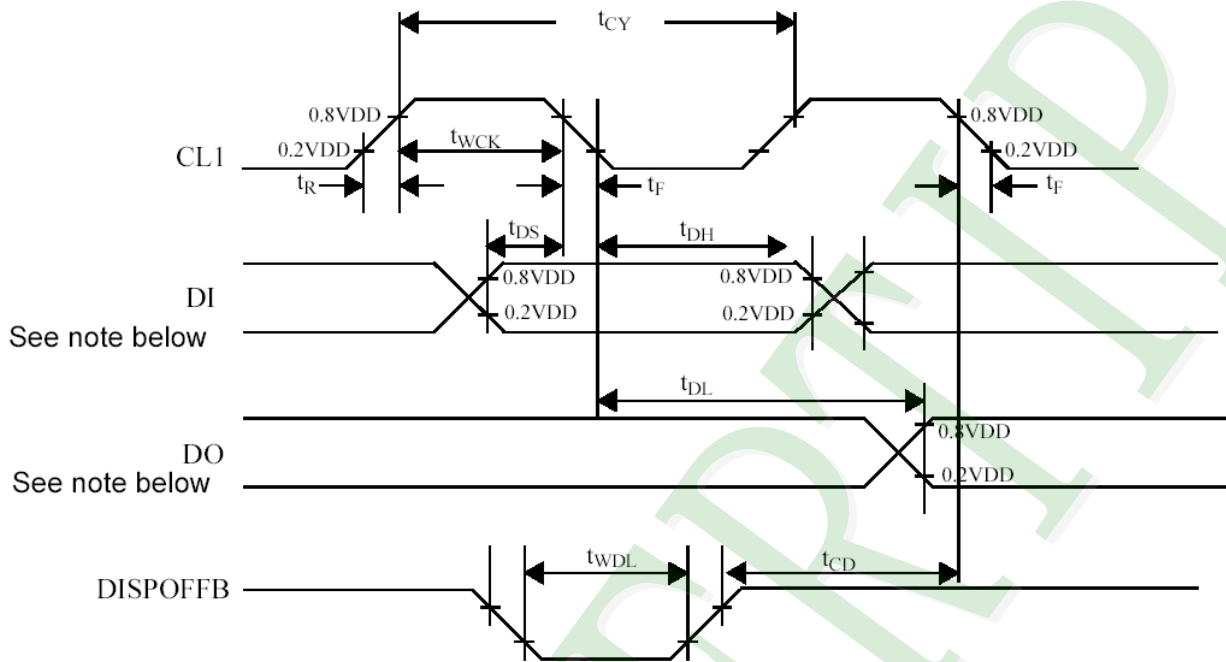 tCY
0.8VDD
0.8VDD
tWCK
CL1
0.2VDD
0.2VDD
tR
tF
tF
tDS
tDH
0.8VDD
0.8VDD
DI
0.2VDD
0.2VDD
See note below
tDL
DO
0.8VDD
See note below
0.2VDD
tWDL
tCD
DISPOFFB